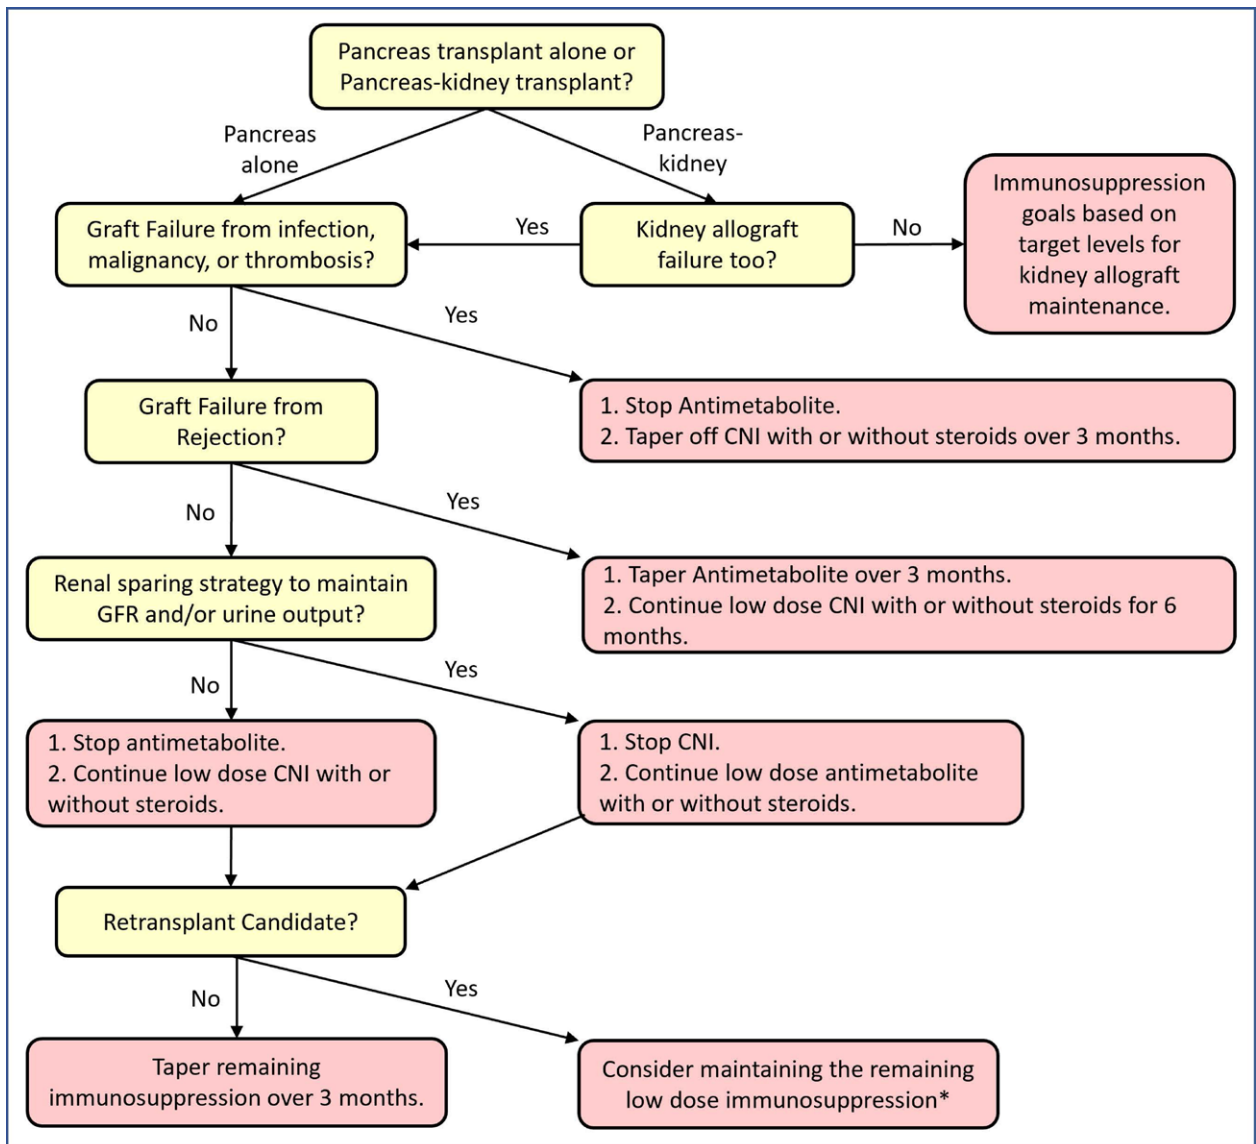 Pancreas transplant alone or
Pancreas-kidney transplant?
Pancreas
alone
Pancreas-
kidney
Graft Failure from infection,
malignancy, or thrombosis?
Yes
Kidney allograft
failure too?
No
Immunosuppression
goals based on
target levels for
kidney allograft
maintenance.
No
Yes
Graft Failure from
Rejection?
1. Stop Antimetabolite.
2. Taper off CNI with or without steroids over 3 months.
No
Yes
Renal sparing strategy to maintain
GFR and/or urine output?
1. Taper Antimetabolite over 3 months.
2. Continue low dose CNI with or without steroids for 6
months.
No
Yes
1. Stop antimetabolite.
2. Continue low dose CNI with or
without steroids.
1. Stop CNI.
2. Continue low dose antimetabolite
with or without steroids.
Retransplant Candidate?
No
Yes
Taper remaining
immunosuppression over 3 months.
Consider maintaining the remaining
low dose immunosuppression*